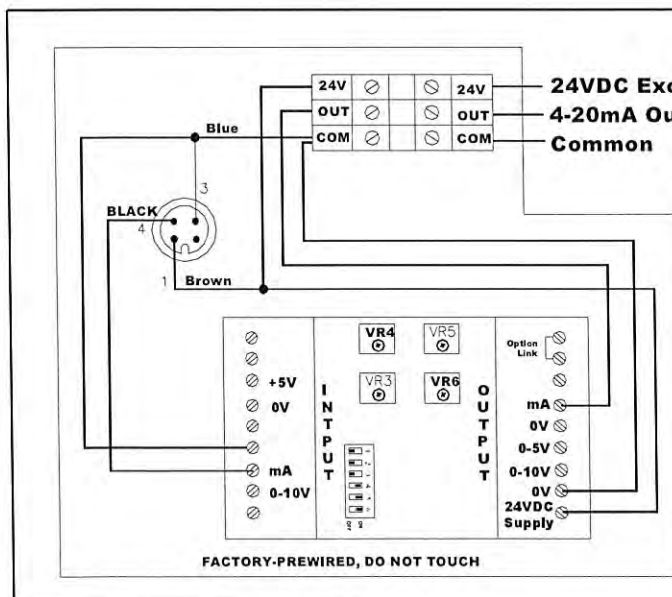 24V 24V 24VDC Exc
OUT OUT 4-20mA Ou
COM COM Common
Blue
3
BLACK
4
1 Brown
VR4 VR5
VR3 VR6
Option
Link
+5V
0V
mA
0-10V
INTPUT
OUTPUT
mA
0V
0-5V
0-10V
0V
24VDC
Supply
FACTORY-PREWIRED, DO NOT TOUCH